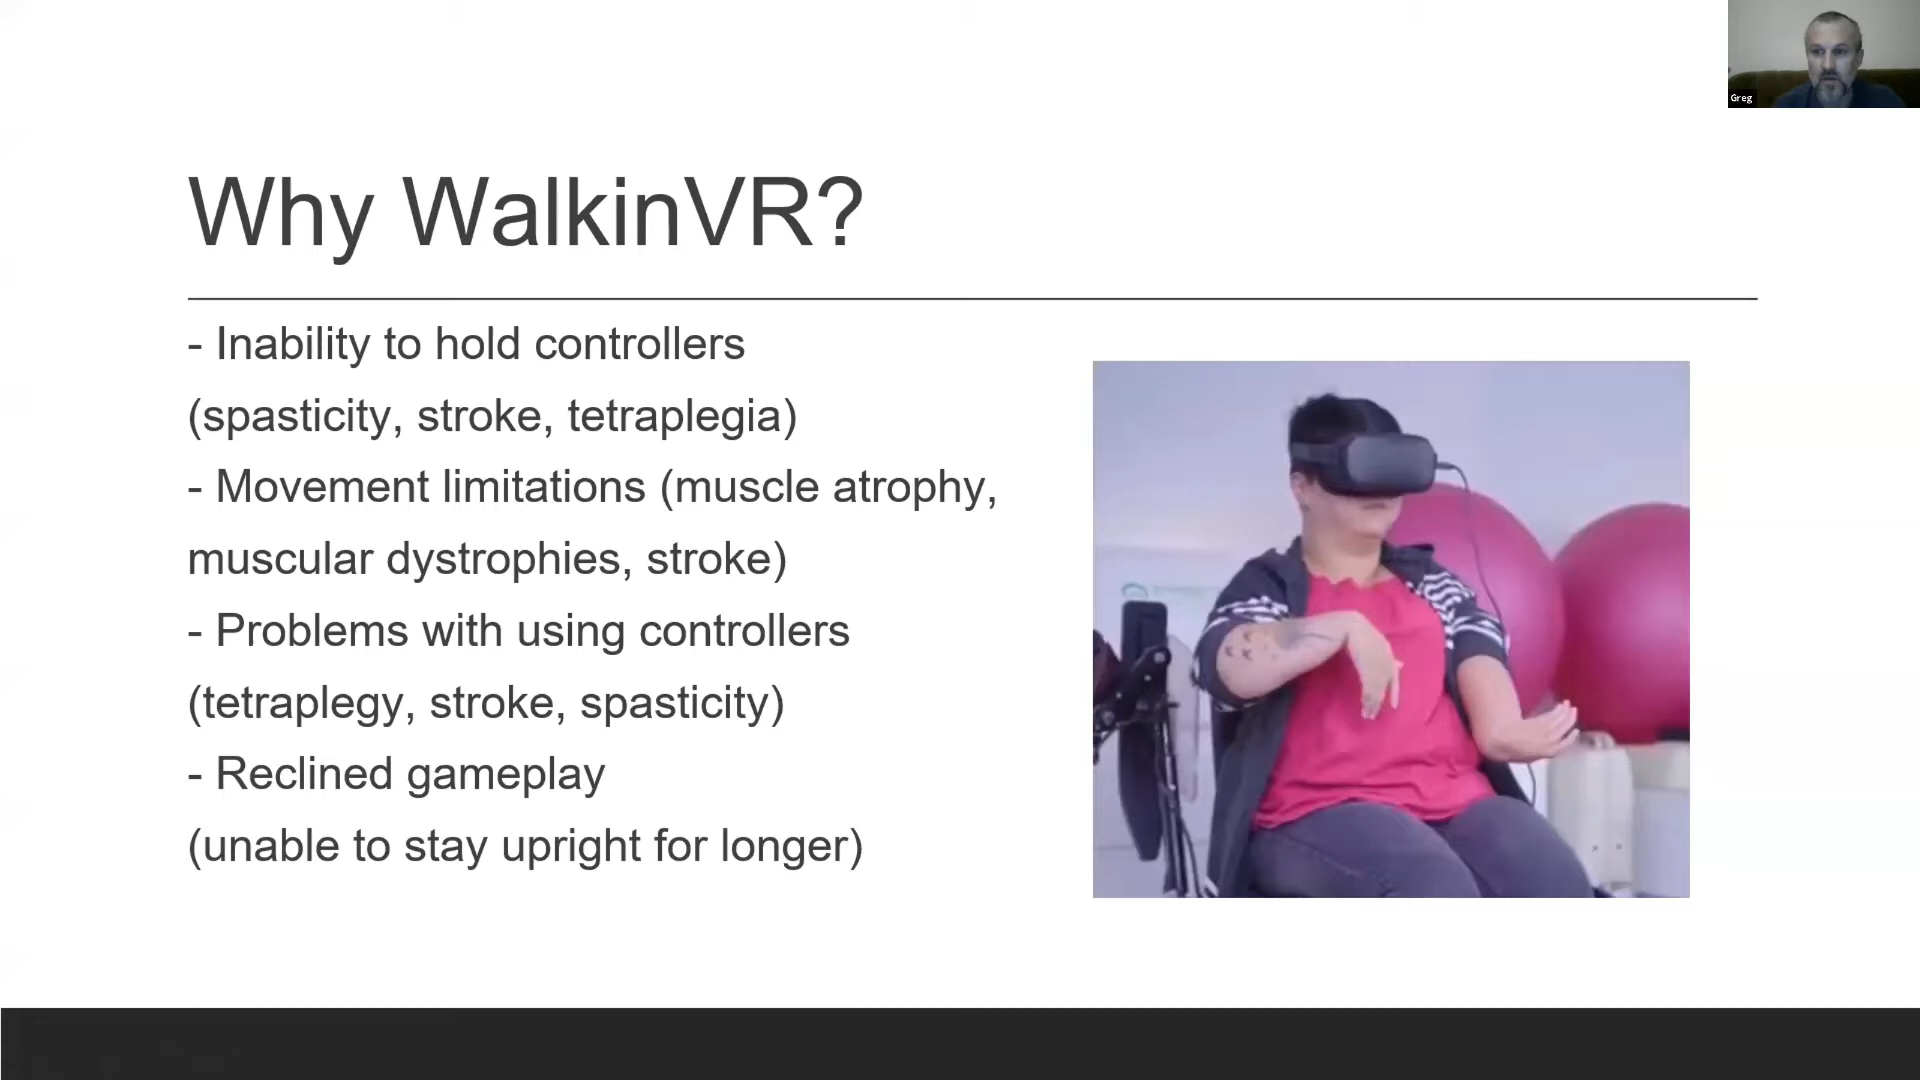 Greg
Why WalkinVR?
- Inability to hold controllers
(spasticity, stroke, tetraplegia)
- Movement limitations (muscle atrophy,
muscular dystrophies, stroke)
- Problems with using controllers
(tetraplegy, stroke, spasticity)
- Reclined gameplay
(unable to stay upright for longer)